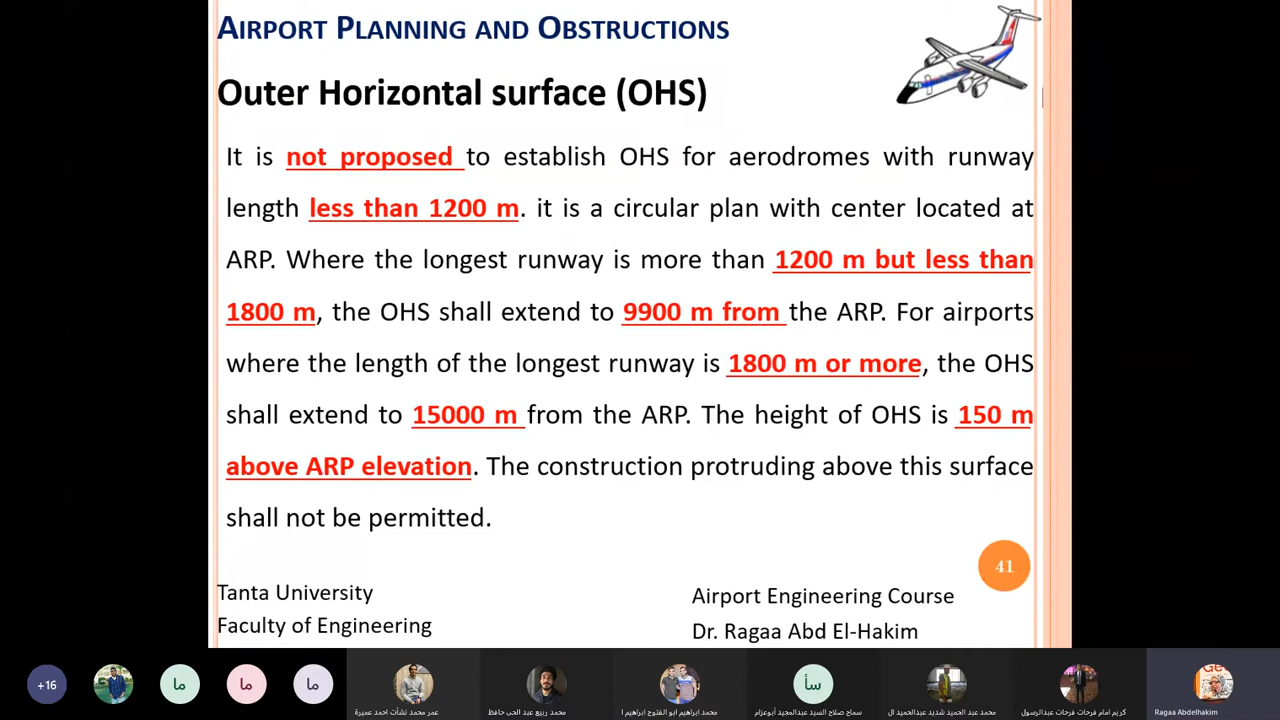 AIRPORT PLANNING AND OBSTRUCTIONS
Outer Horizontal surface (OHS)
It is not proposed to establish OHS for aerodromes with runway
length less than 1200 m. it is a circular plan with center located at
ARP. Where the longest runway is more than 1200 m but less than
1800 m, the OHS shall extend to 9900 m from the ARP. For airports
where the length of the longest runway is 1800 m or more, the OHS
shall extend to 15000 m from the ARP. The height of OHS is 150 m
above ARP elevation. The construction protruding above this surface
shall not be permitted.
41
Tanta University
Faculty of Engineering
Airport Engineering Course
Dr. Ragaa Abd El-Hakim
+16
ما
ما
ما
سأ
عمر محمد نشأت احمد عميرة
محمد ربيع عبد الحى حافظ
محمد ابراهيم ابو الفتوح ابراهيم ا
سماح صلاح السيد عبدالمجيد أبوعزام
محمد عبد الحميد شديد عبدالحميد ال
كريم امام فرحات فرحات عبدالرسول
Ragaa Abdelhakim